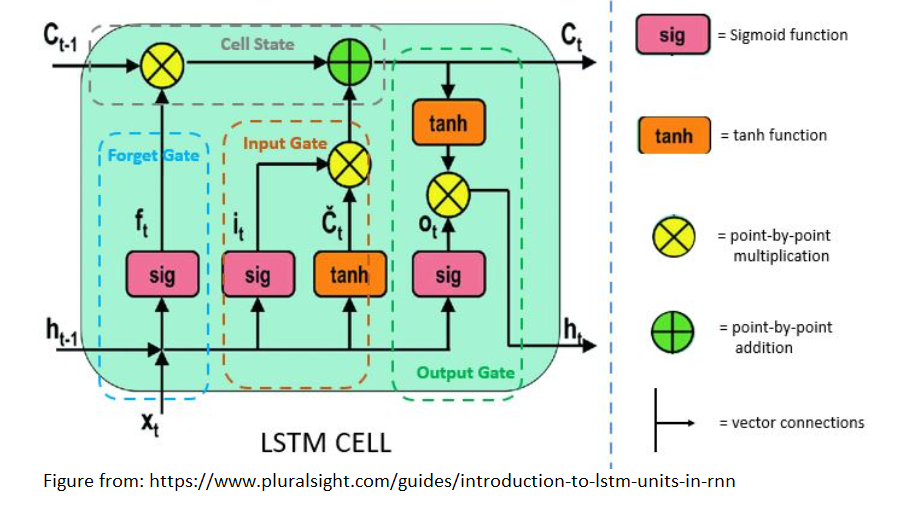 C_{t-1}
Cell State
C_t
Forget Gate
Input Gate
tanh
f_t
i_t
Č_t
o_t
sig
sig
tanh
sig
h_{t-1}
h_t
Output Gate
x_t
LSTM CELL
sig = Sigmoid function
tanh = tanh function
= point-by-point
multiplication
= point-by-point
addition
= vector connections
Figure from: https://www.pluralsight.com/guides/introduction-to-lstm-units-in-rnn